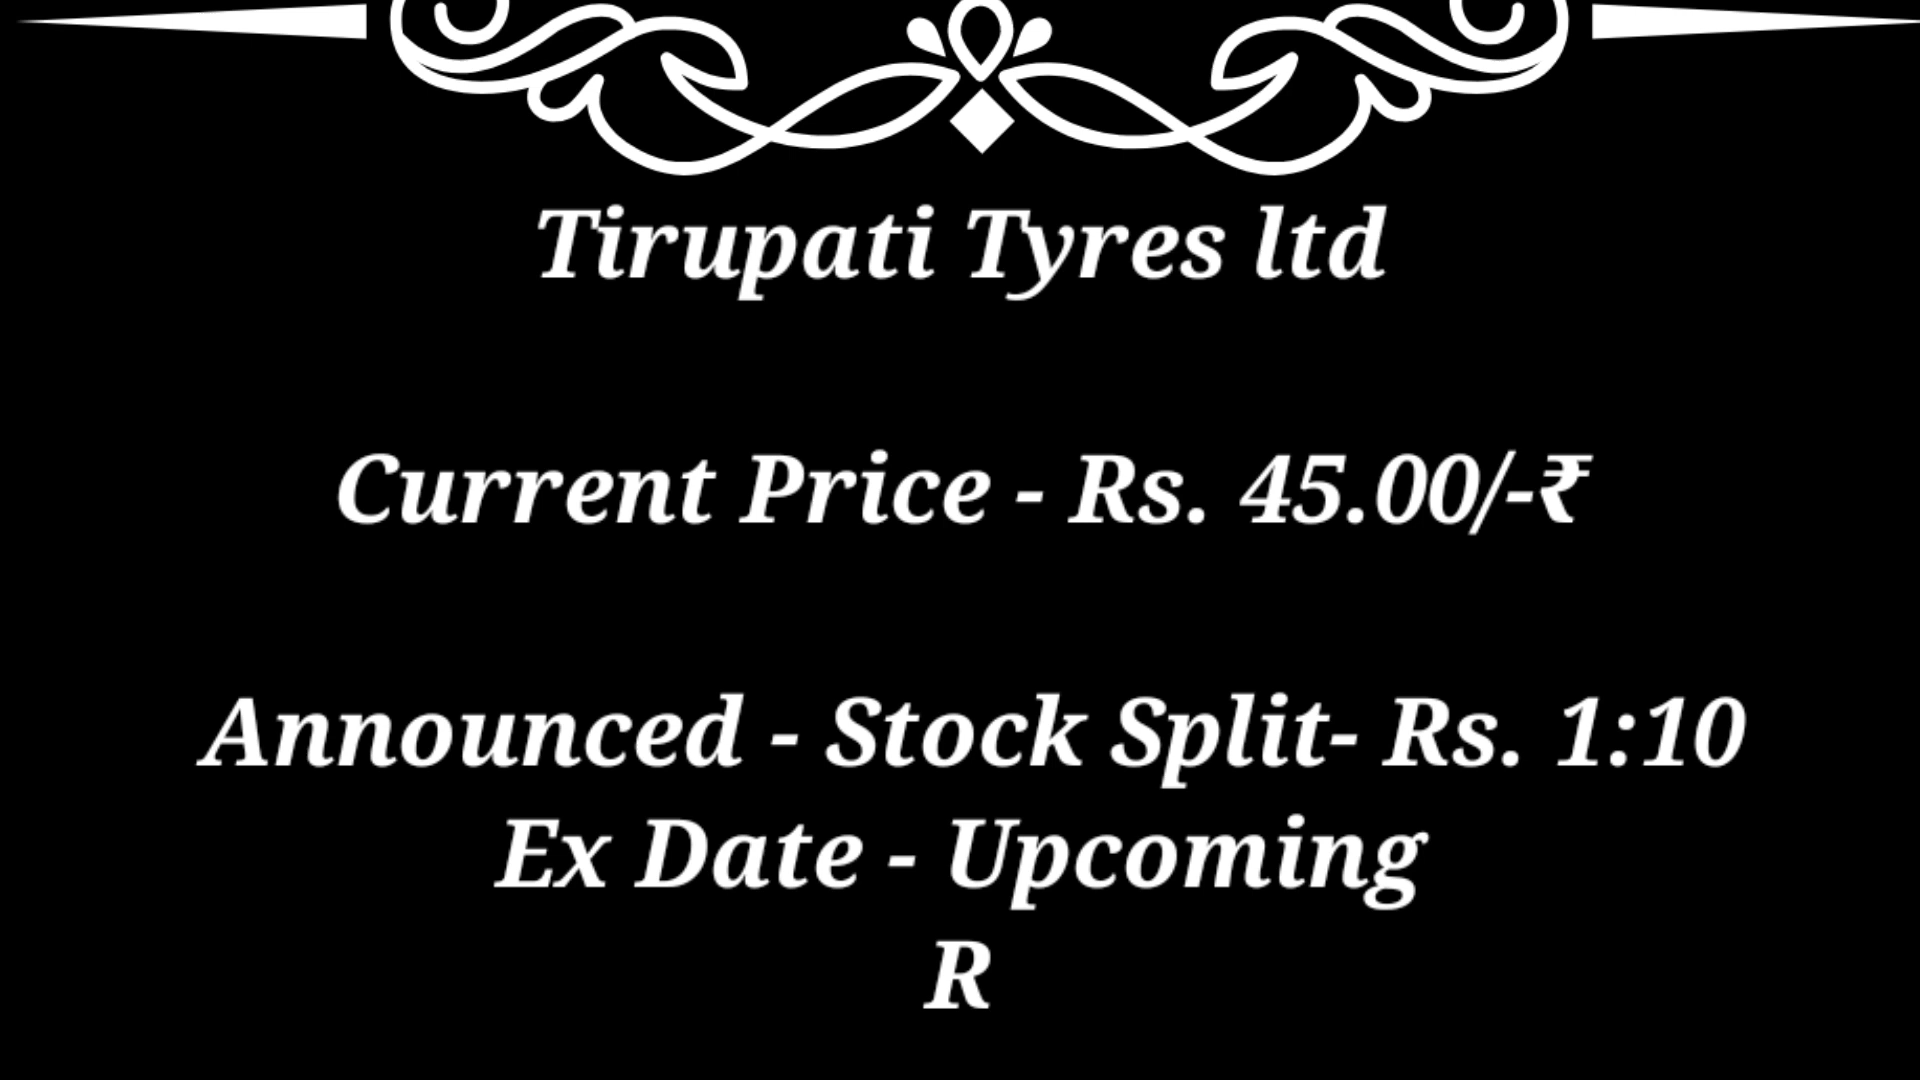 Tirupati Tyres ltd
Current Price - Rs. 45.00/-₹
Announced - Stock Split- Rs. 1:10
Ex Date - Upcoming
R